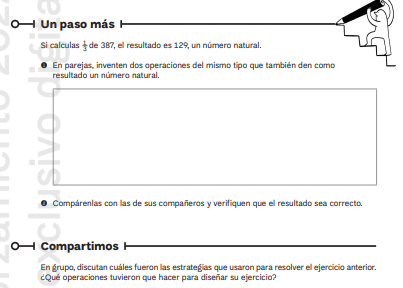 Un paso más
Si calculas 1/3 de 387, el resultado es 129, un número natural.
En parejas, inventen dos operaciones del mismo tipo que también den como
resultado un número natural.
Compárenlas con las de sus compañeros y verifiquen que el resultado sea correcto.
Compartimos
En grupo, discutan cuáles fueron las estrategias que usaron para resolver el ejercicio anterior.
¿Qué operaciones tuvieron que hacer para diseñar su ejercicio?
exclusivo digita